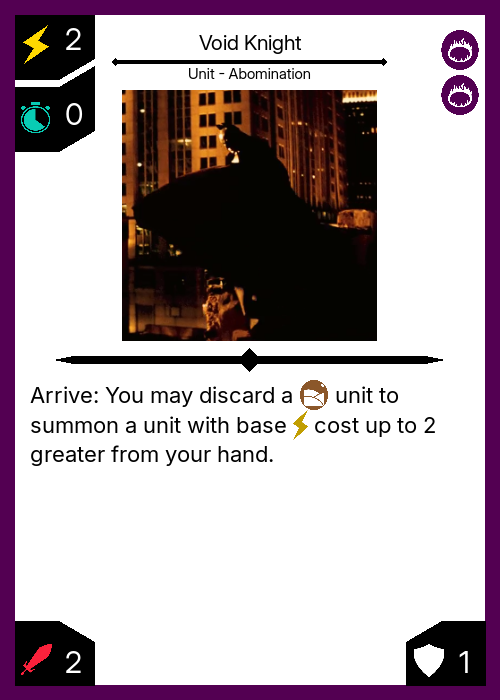 2
Void Knight
Unit - Abomination
0
Arrive: You may discard a unit to
summon a unit with base cost up to 2
greater from your hand.
2
1